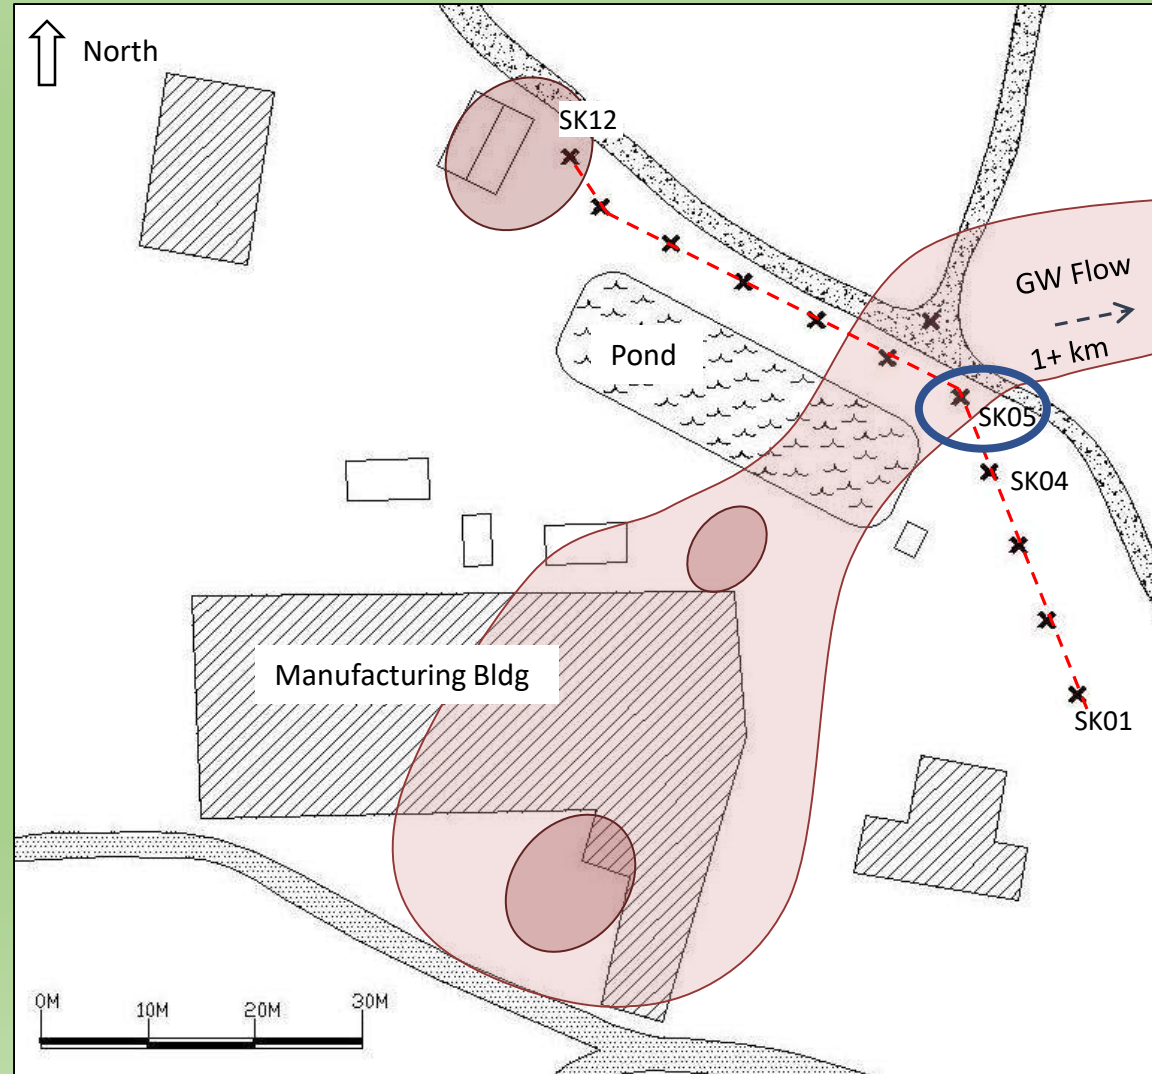 North
SK12
GW Flow
1+ km
Pond
SK05
SK04
Manufacturing Bldg
SK01
0M 10M 20M 30M